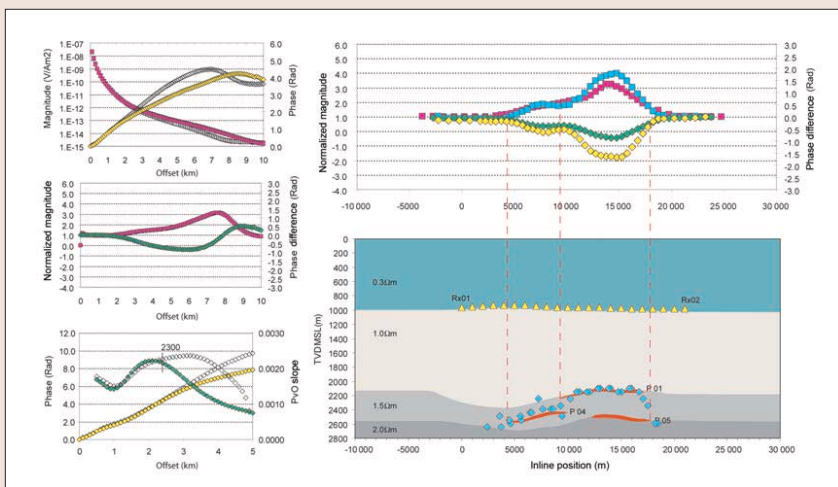 Magnitude (V/Am2)
1.E-07
1.E-08
1.E-09
1.E-10
1.E-11
1.E-12
1.E-13
1.E-14
1.E-15
6.0
5.0
4.0
3.0
2.0
1.0
0.0
Phase (Rad)
0 1 2 3 4 5 6 7 8 9 10
Offset (km)
Normalized magnitude
6.0
5.0
4.0
3.0
2.0
1.0
0.0
-1.0
-2.0
-3.0
-4.0
3.0
2.5
2.0
1.5
1.0
0.5
0.0
-0.5
-1.0
-1.5
-2.0
-2.5
-3.0
Phase difference (Rad)
0 1 2 3 4 5 6 7 8 9 10
Offset (km)
Phase (Rad)
12.0
10.0
8.0
6.0
4.0
2.0
0.0
2300
0.0030
0.0020
0.0010
0.0000
PvO slope
0 1 2 3 4 5
Offset (km)
Normalized magnitude
6.0
5.0
4.0
3.0
2.0
1.0
0.0
-1.0
-2.0
-3.0
-4.0
3.0
2.5
2.0
1.5
1.0
0.5
0.0
-0.5
-1.0
-1.5
-2.0
-2.5
-3.0
Phase difference (Rad)
-10 000 -5000 0 5000 10 000 15 000 20 000 25 000 30 000
TVDMSL(m)
0
200
400
600
800
1000
1200
1400
1600
1800
2000
2200
2400
2600
2800
0.3Ωm
Rx01
Rx02
1.0Ωm
P 01
1.5Ωm
P 04
P 05
2.0Ωm
-10 000 -5000 0 5000 10 000 15 000 20 000 25 000 30 000
Inline position (m)